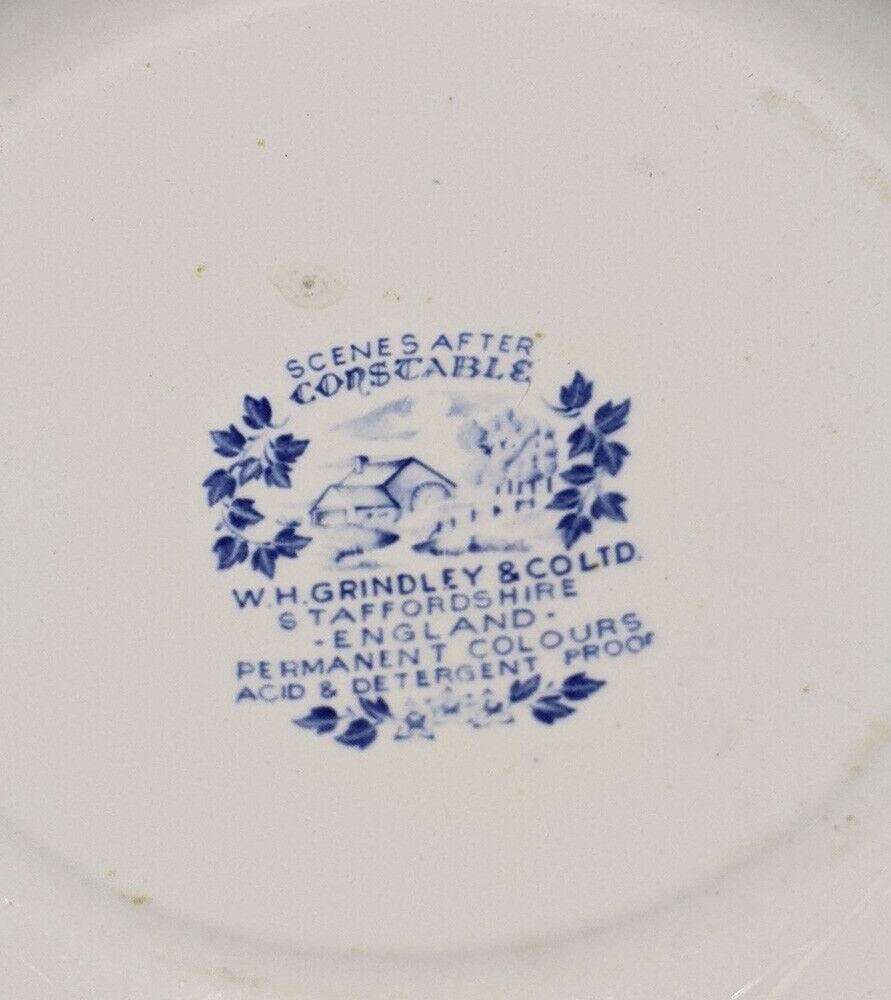 SCENES AFTER
CONSTABLE
W.H. GRINDLEY & CO LTD.
STAFFORDSHIRE
-ENGLAND-
PERMANENT COLOURS
ACID & DETERGENT PROOF